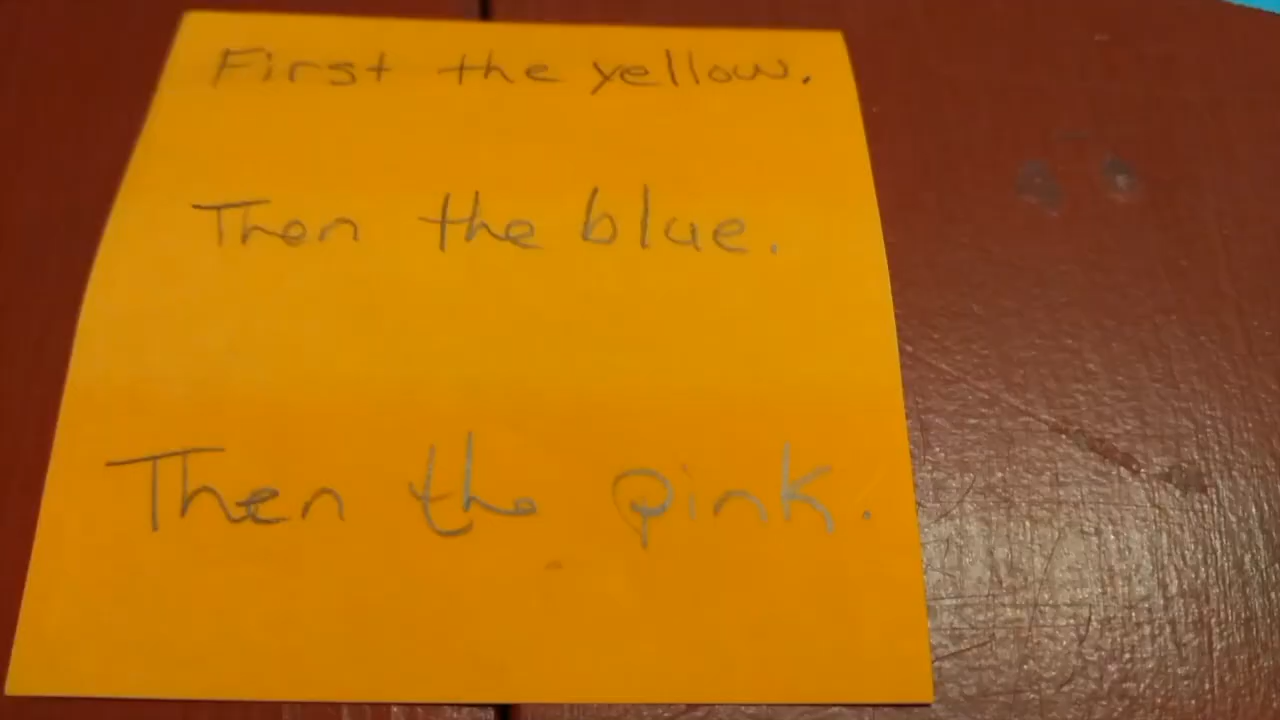 First the yellow.
Then the blue.
Then the pink.